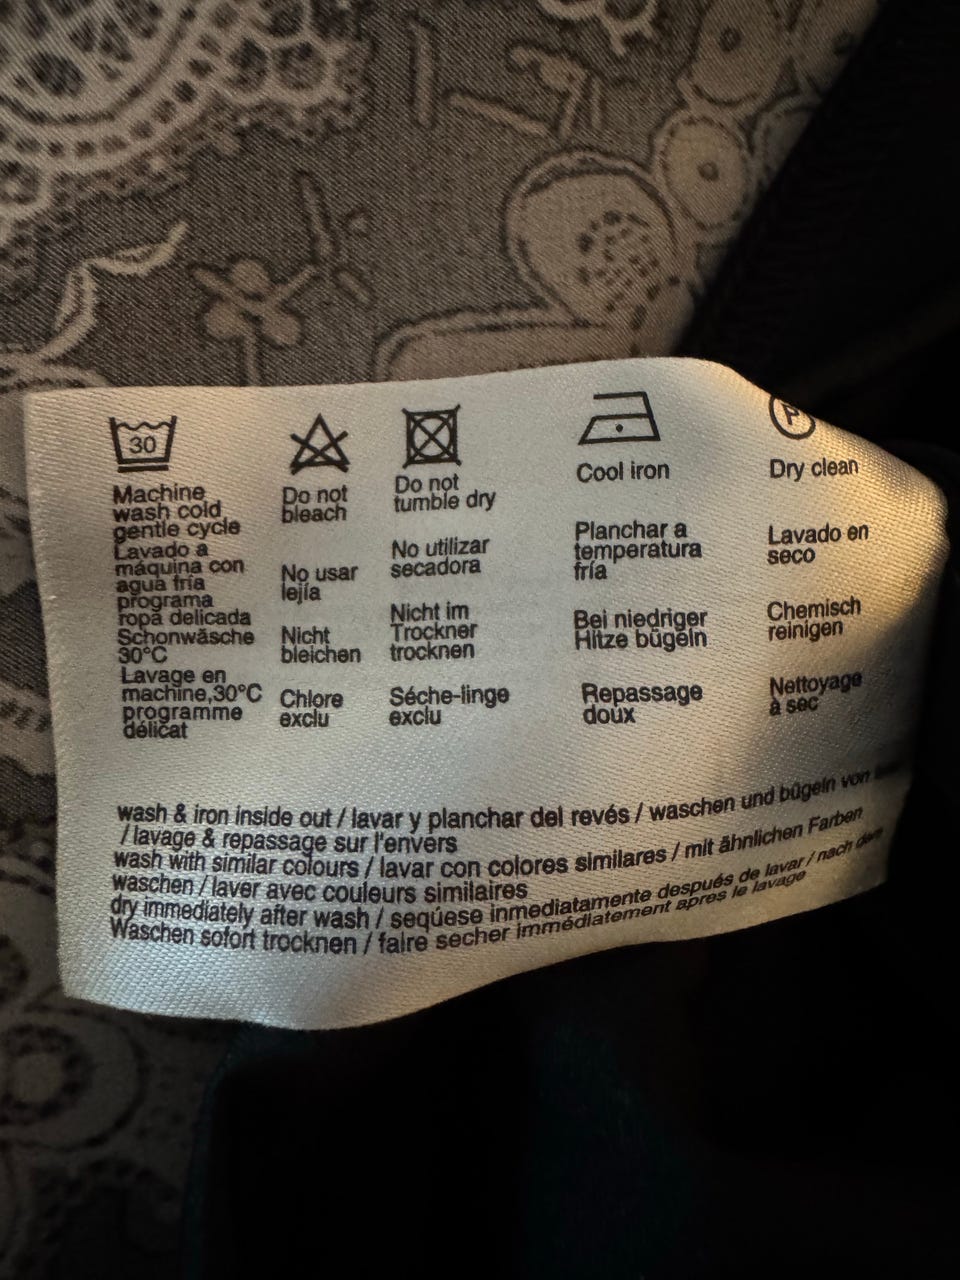 30
P
Machine
wash cold
gentle cycle
Lavado a
máquina con
agua fría
programa
ropa delicada
Schonwäsche
30°C
Lavage en
machine,30°C
programme
délicat
Do not
bleach
No usar
lejía
Nicht
bleichen
Chlore
exclu
Do not
tumble dry
No utilizar
secadora
Nicht im
Trockner
trocknen
Séche-linge
exclu
Cool iron
Planchar a
temperatura
fría
Bei niedriger
Hitze bügeln
Repassage
doux
Dry clean
Lavado en
seco
Chemisch
reinigen
Nettoyage
à sec
wash & iron inside out / lavar y planchar del revés / waschen und bügeln von
/ lavage & repassage sur l'envers
wash with similar colours / lavar con colores similares / mit ähnlichen Farben
waschen / laver avec couleurs similaires
dry immediately after wash / seqúese inmediatamente después de lavar / nach dem
Waschen sofort trocknen / faire secher immédiatement apres le lavage